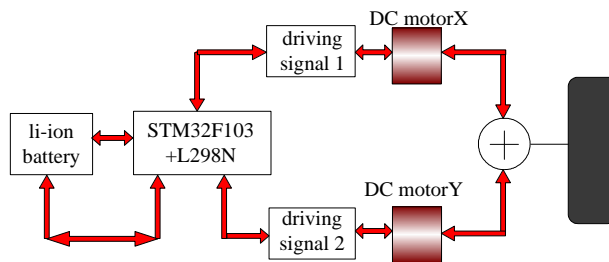 driving
signal 1
DC motorX
li-ion
battery
STM32F103
+L298N
driving
signal 2
DC motorY